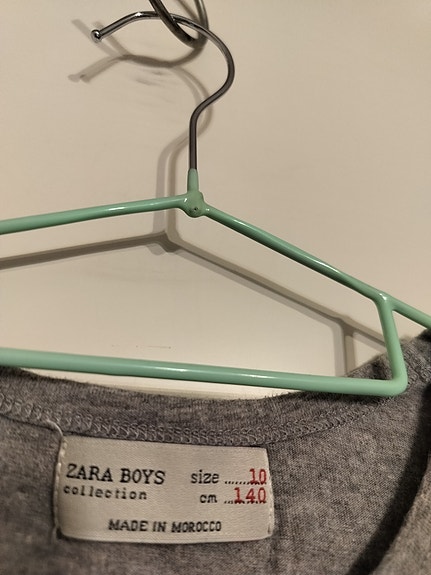 ZARA BOYS size ........10
collection cm ...140
MADE IN MOROCCO